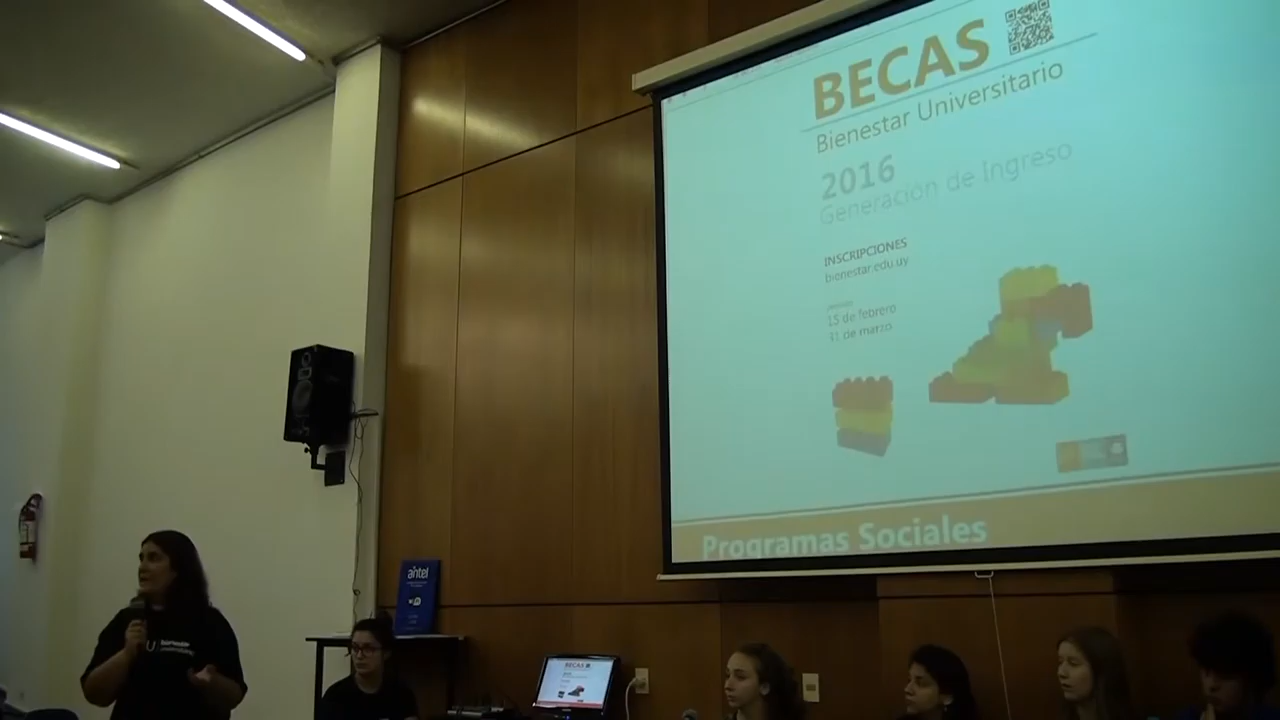 BECAS
Bienestar Universitario
2016
Generación de Ingreso
INSCRIPCIONES
bienestar.edu.uy
15 de febrero
31 de marzo
Programas Sociales
antel
bienestar
BECAS